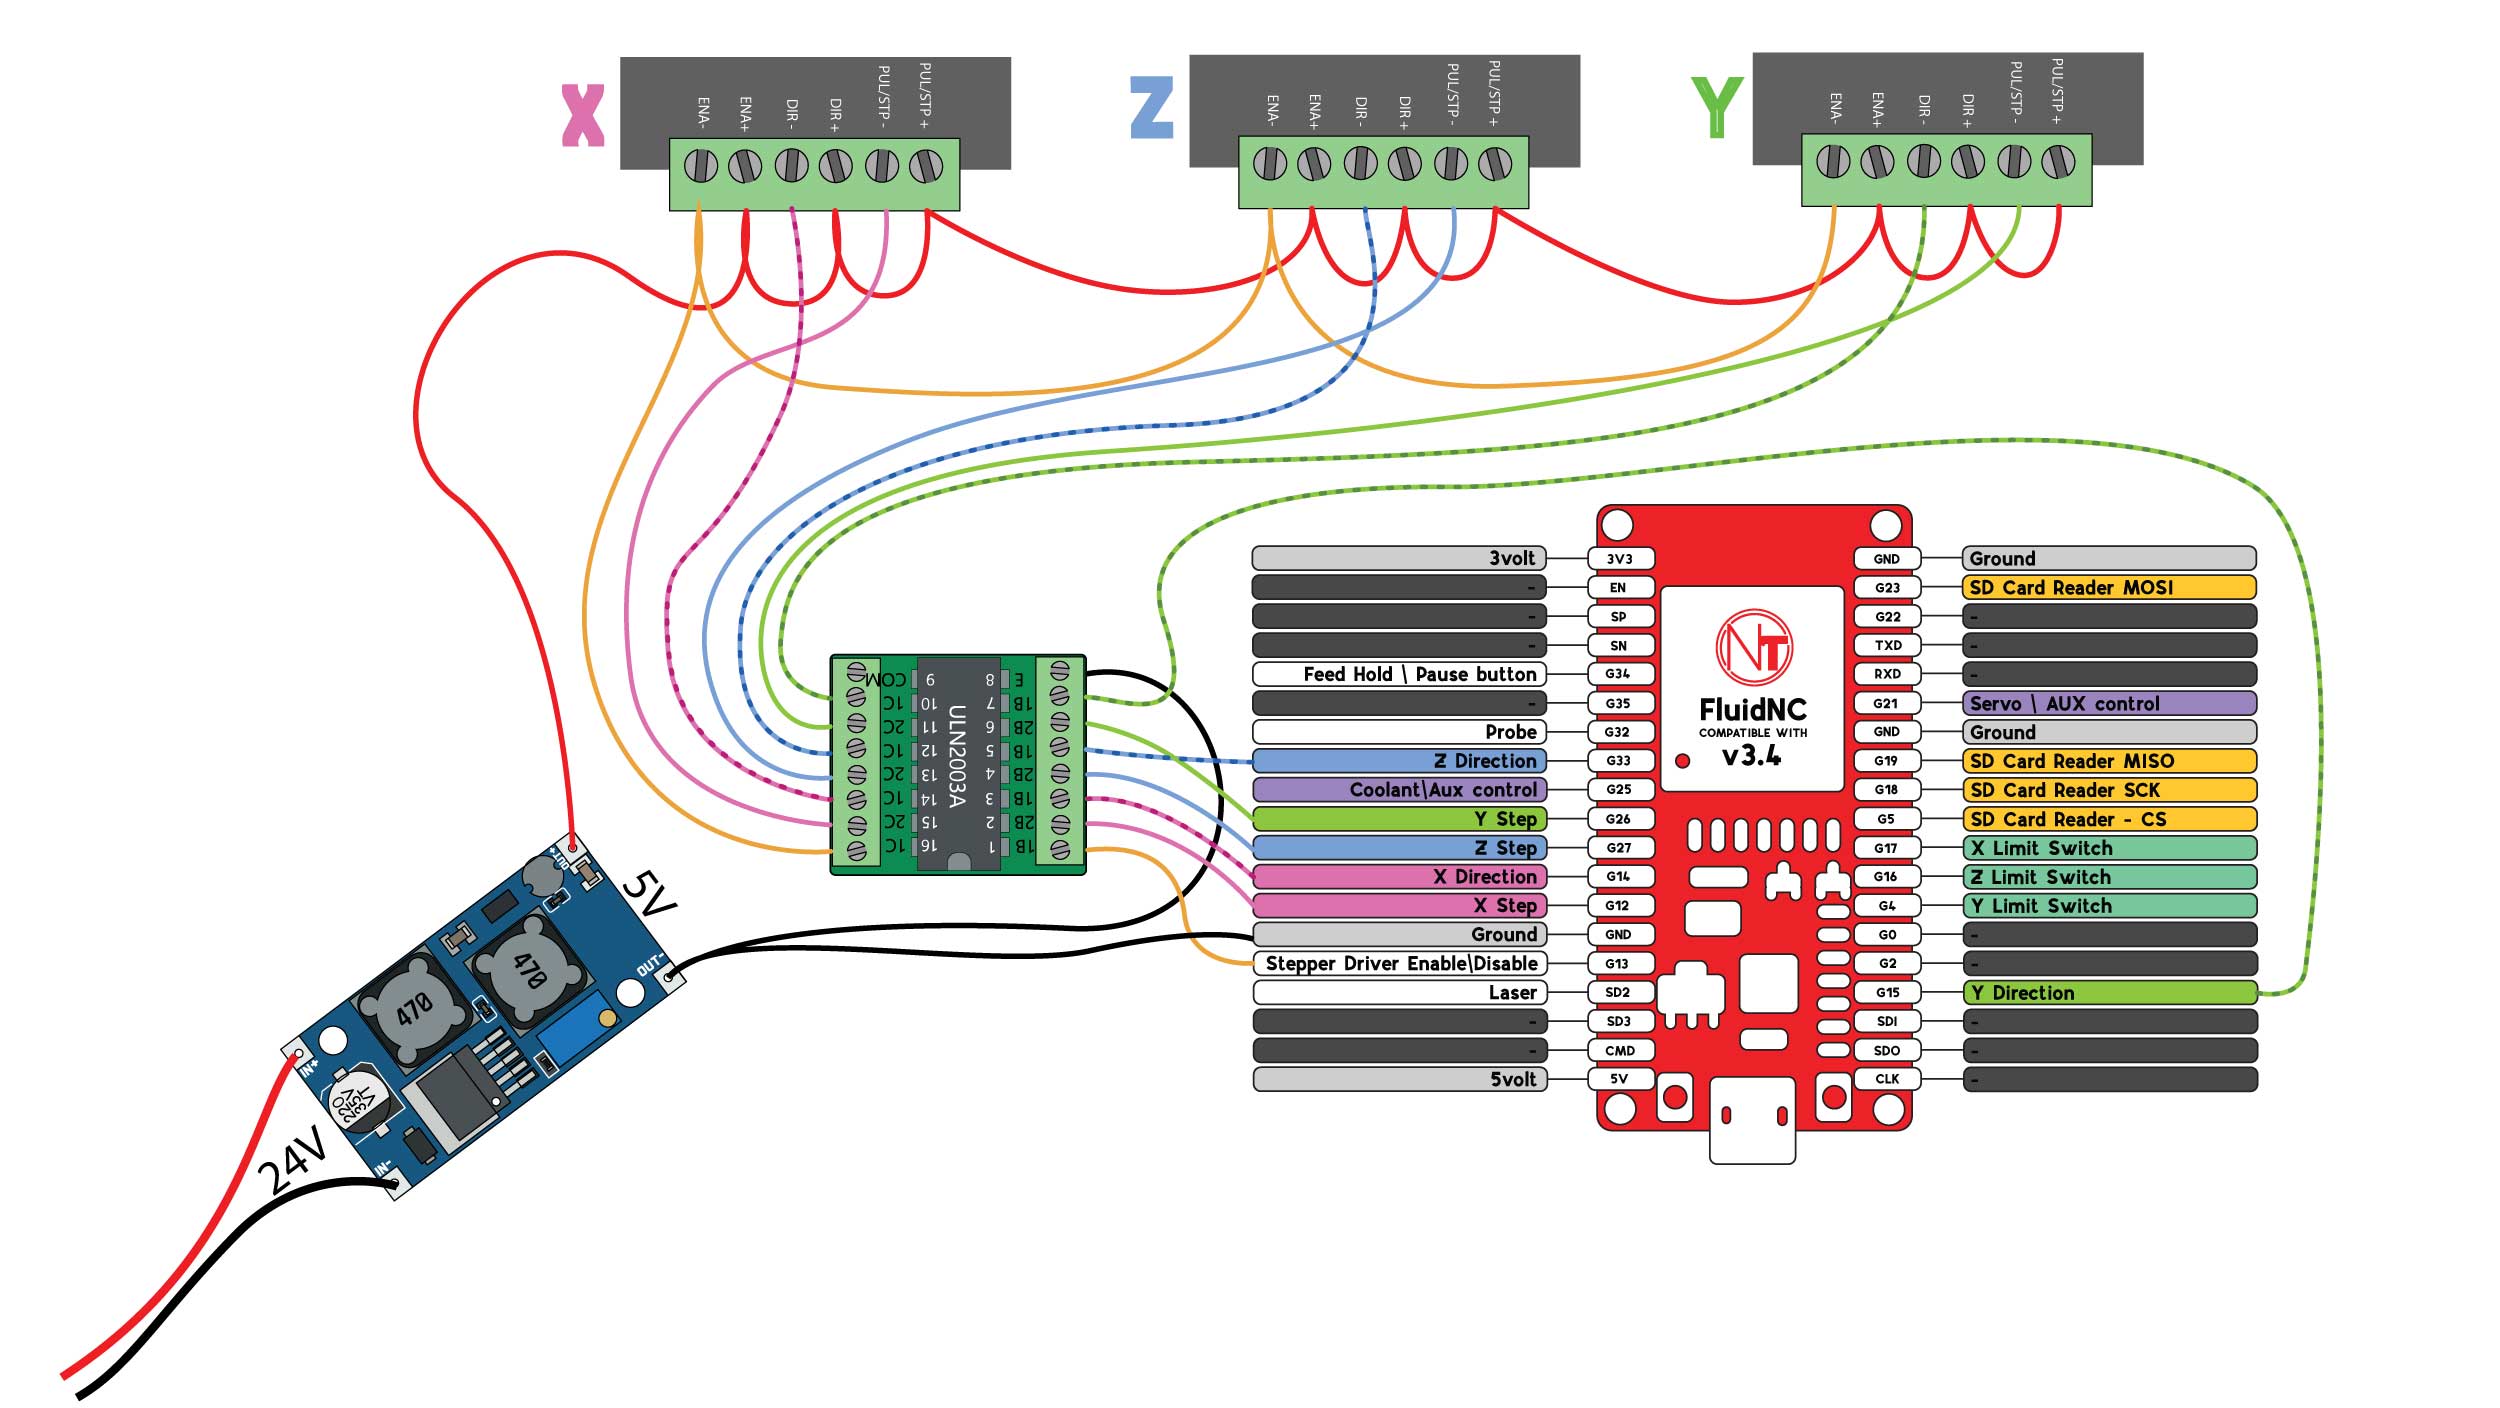 X
ENA-
ENA+
DIR -
DIR +
PUL/STP -
PUL/STP +
Z
ENA-
ENA+
DIR -
DIR +
PUL/STP -
PUL/STP +
Y
ENA-
ENA+
DIR -
DIR +
PUL/STP -
PUL/STP +
COM 9 8 E
1C 10 7 1B
2C 11 6 2B
1C 12 5 1B
2C 13 4 2B
1C 14 3 1B
2C 15 2 2B
1C 16 1 1B
ULN2003A
3volt 3V3
- EN
- SP
- SN
Feed Hold \ Pause button G34
- G35
Probe G32
Z Direction G33
Coolant\Aux control G25
Y Step G26
Z Step G27
X Direction G14
X Step G12
Ground GND
Stepper Driver Enable\Disable G13
Laser SD2
- SD3
- CMD
5volt 5V
NT
FluidNC
COMPATIBLE WITH
v3.4
GND Ground
G23 SD Card Reader MOSI
G22 -
TXD -
RXD -
G21 Servo \ AUX control
GND Ground
G19 SD Card Reader MISO
G18 SD Card Reader SCK
G5 SD Card Reader - CS
G17 X Limit Switch
G16 Z Limit Switch
G4 Y Limit Switch
G0 -
G2 -
G15 Y Direction
SDI -
SDO -
CLK -
OUT+
5V
OUT-
470
470
IN+
220
35V
VT
IN-
24V